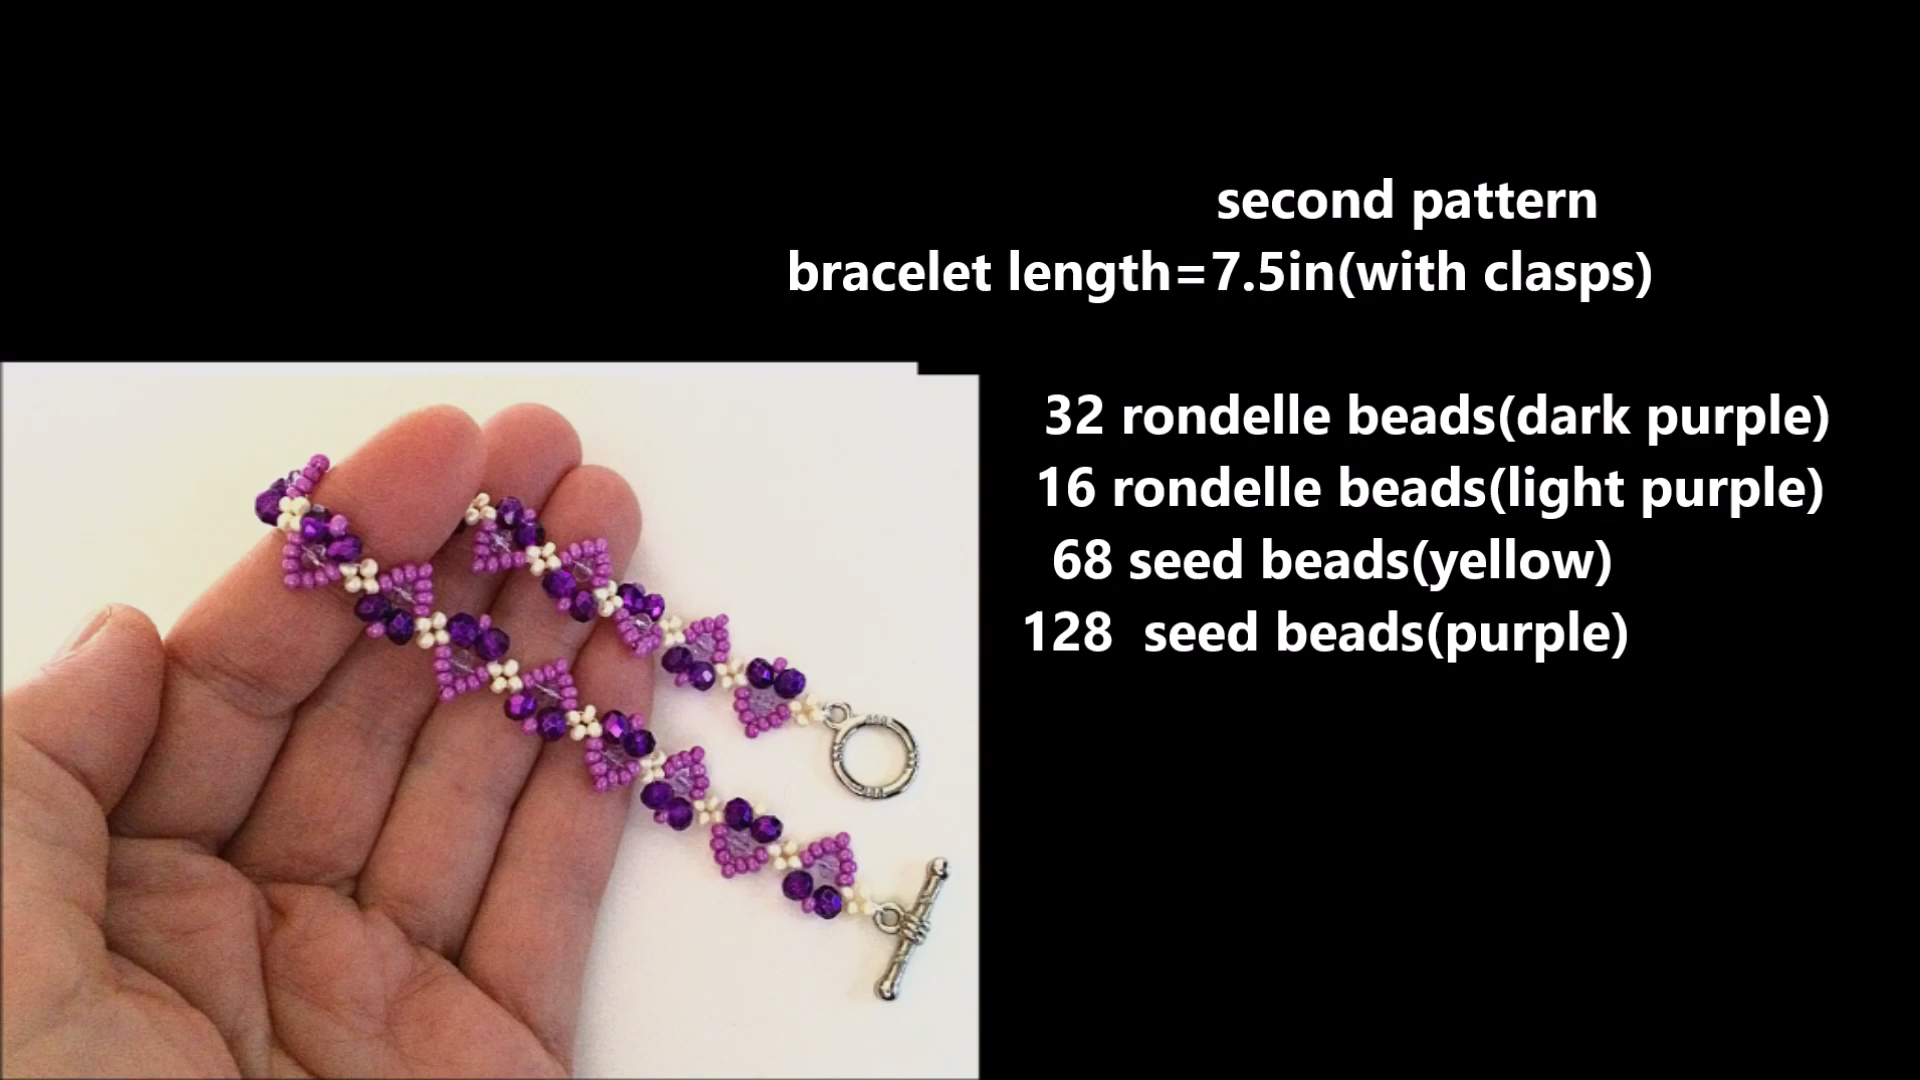 second pattern
bracelet length=7.5in(with clasps)
32 rondelle beads(dark purple)
16 rondelle beads(light purple)
68 seed beads(yellow)
128  seed beads(purple)